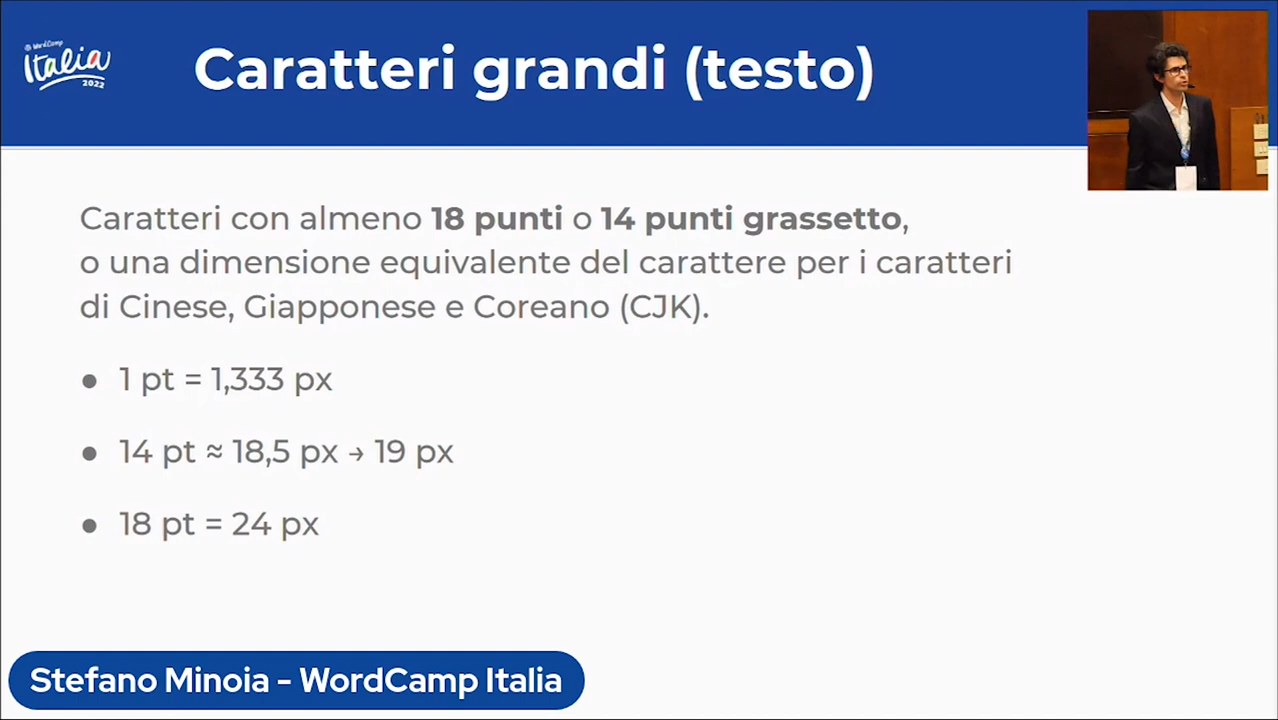 WordCamp
Italia
2022
Caratteri grandi (testo)
Caratteri con almeno 18 punti o 14 punti grassetto,
o una dimensione equivalente del carattere per i caratteri
di Cinese, Giapponese e Coreano (CJK).
● 1 pt = 1,333 px
● 14 pt ≈ 18,5 px → 19 px
● 18 pt = 24 px
Stefano Minoia - WordCamp Italia